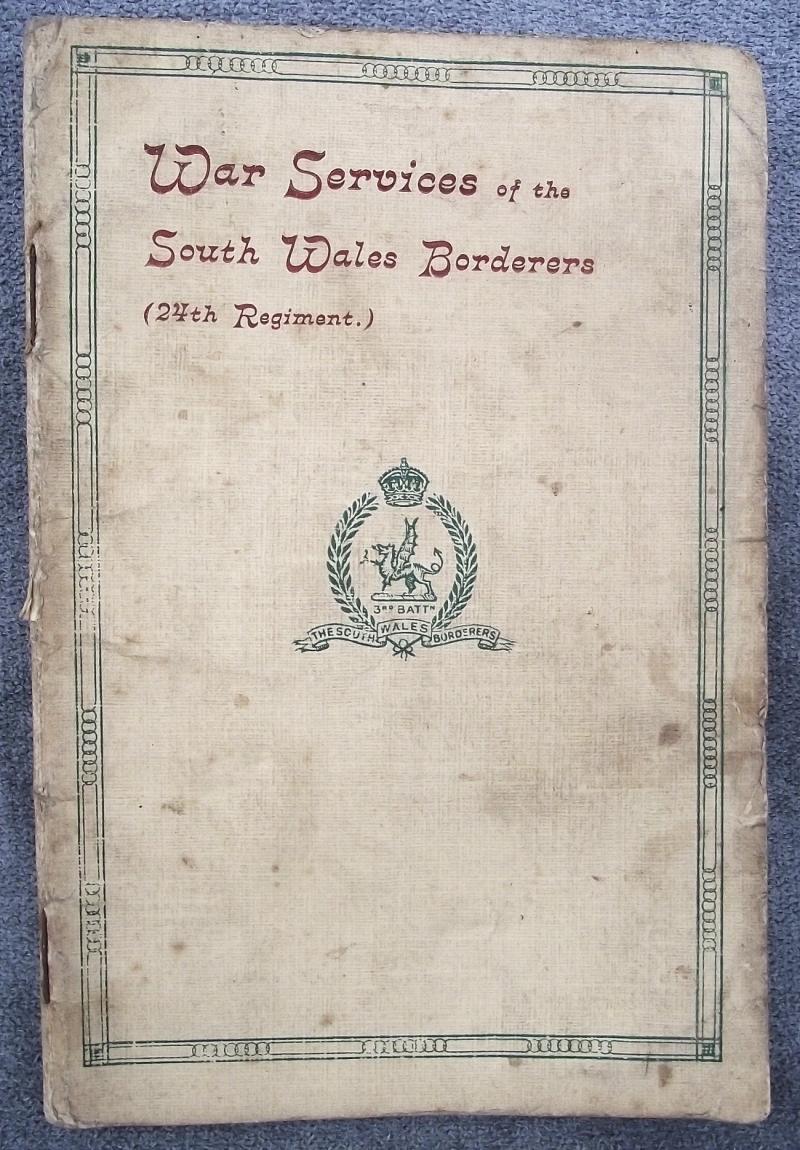 War Services of the
South Wales Borderers
(24th Regiment.)
3RD BATTN
THE SOUTH WALES BORDERERS